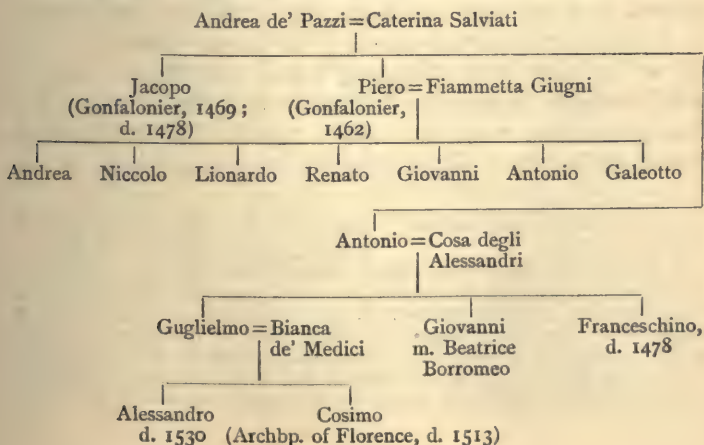 Andrea de' Pazzi=Caterina Salviati
Jacopo
(Gonfalonier, 1469;
d. 1478)
Piero=Fiammetta Giugni
(Gonfalonier,
1462)
Andrea Niccolo Lionardo Renato Giovanni Antonio Galeotto
Antonio=Cosa degli
Alessandri
Guglielmo=Bianca
de' Medici
Giovanni
m. Beatrice
Borromeo
Franceschino,
d. 1478
Alessandro
d. 1530
Cosimo
(Archbp. of Florence, d. 1513)